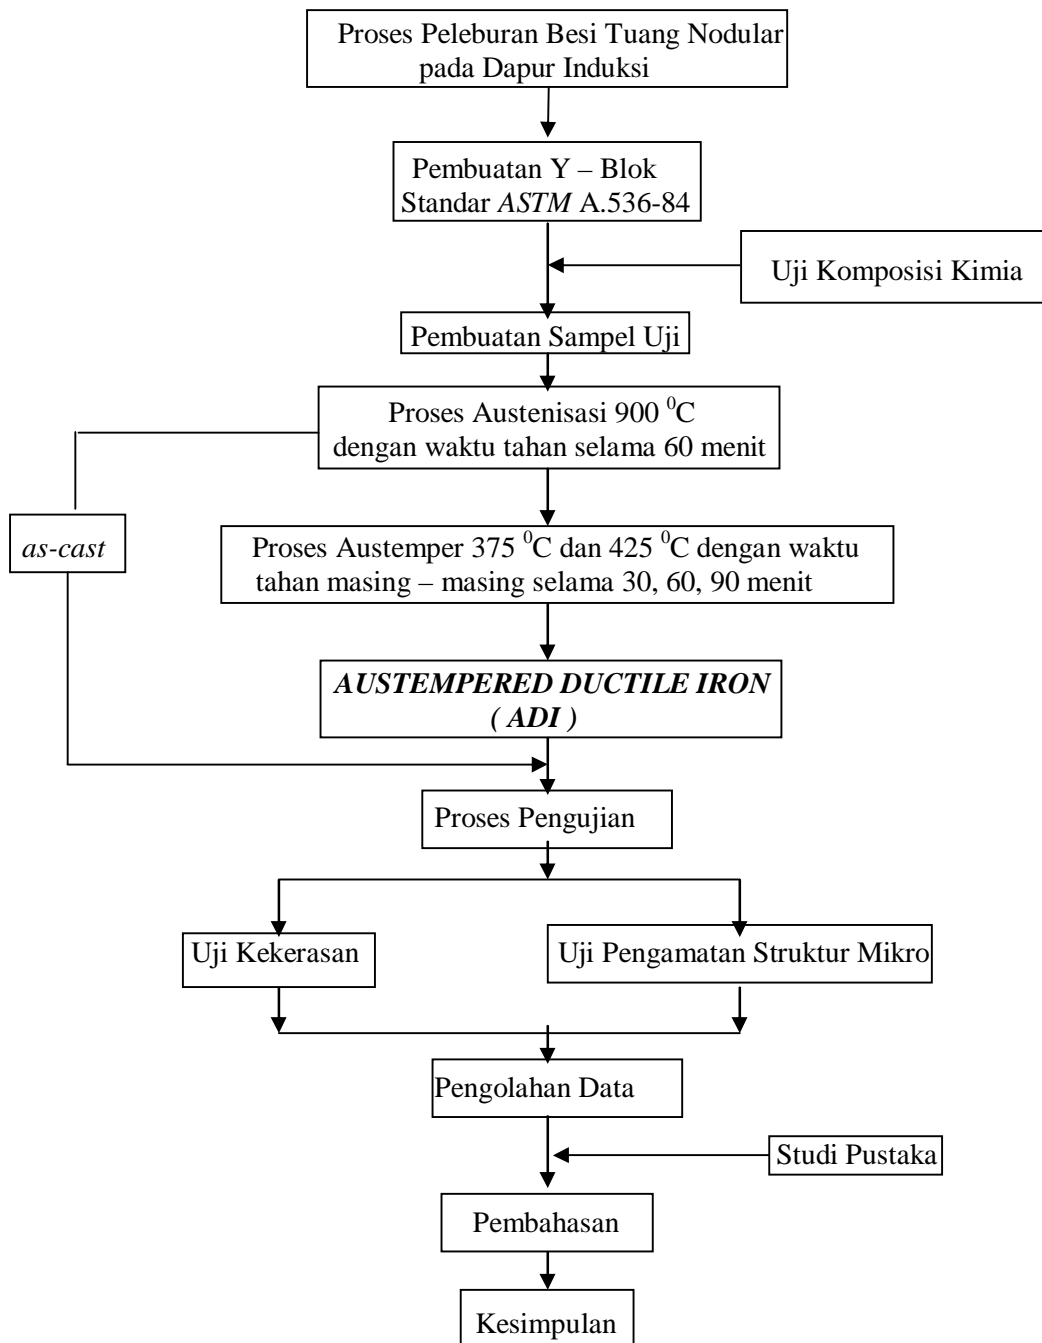 Proses Peleburan Besi Tuang Nodular
pada Dapur Induksi
Pembuatan Y – Blok
Standar ASTM A.536-84
Uji Komposisi Kimia
Pembuatan Sampel Uji
Proses Austenisasi 900 ⁰C
dengan waktu tahan selama 60 menit
as-cast
Proses Austemper 375 ⁰C dan 425 ⁰C dengan waktu
tahan masing – masing selama 30, 60, 90 menit
AUSTEMPERED DUCTILE IRON
( ADI )
Proses Pengujian
Uji Kekerasan
Uji Pengamatan Struktur Mikro
Pengolahan Data
Studi Pustaka
Pembahasan
Kesimpulan